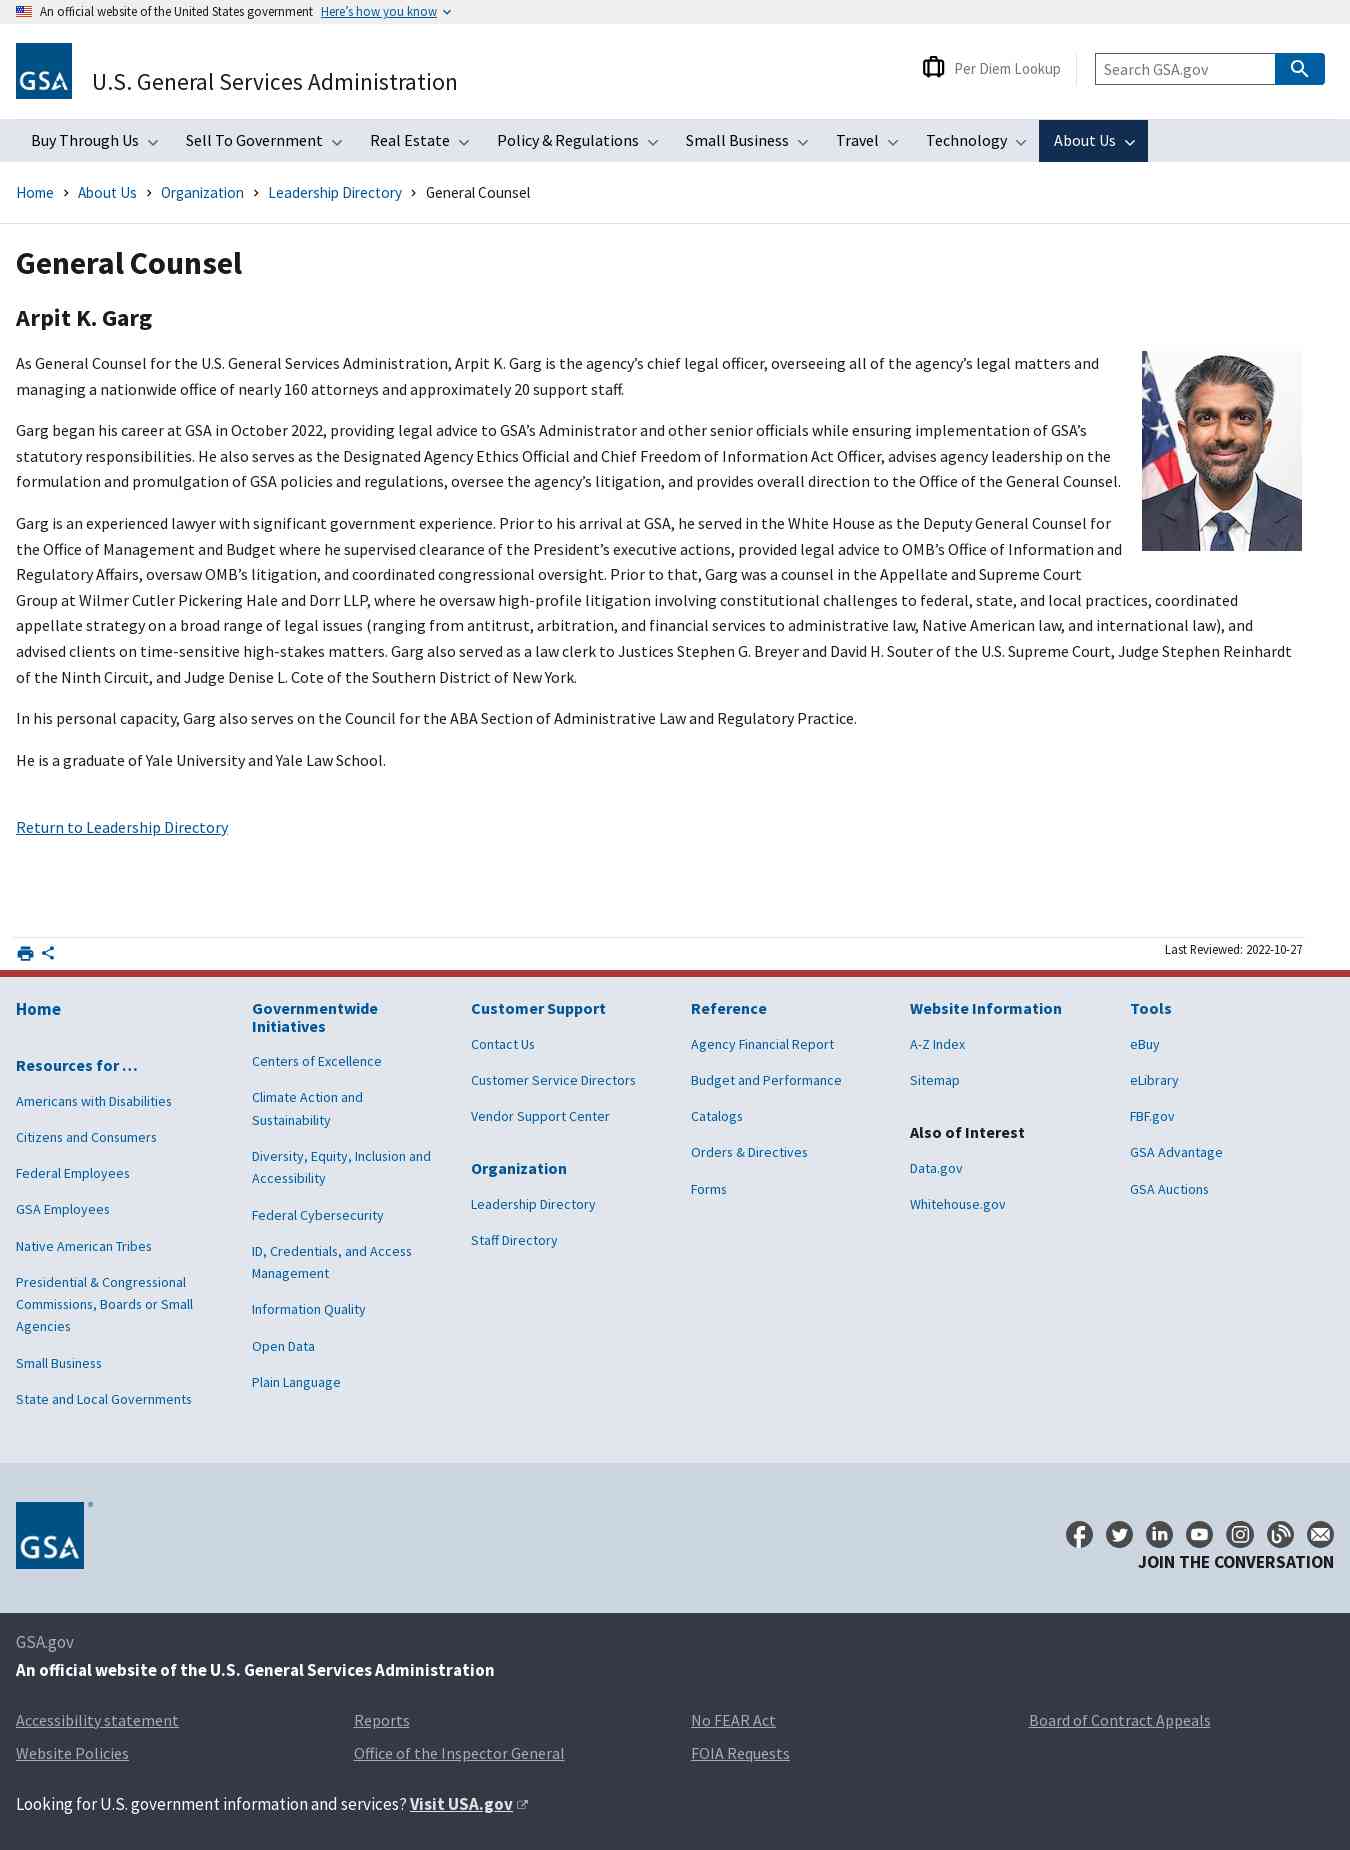 An official website of the United States government Here’s how you know
GSA
U.S. General Services Administration
Per Diem Lookup
Search GSA.gov
Buy Through Us
Sell To Government
Real Estate
Policy & Regulations
Small Business
Travel
Technology
About Us
Home
About Us
Organization
Leadership Directory
General Counsel
General Counsel
Arpit K. Garg
As General Counsel for the U.S. General Services Administration, Arpit K. Garg is the agency’s chief legal officer, overseeing all of the agency’s legal matters and
managing a nationwide office of nearly 160 attorneys and approximately 20 support staff.
Garg began his career at GSA in October 2022, providing legal advice to GSA’s Administrator and other senior officials while ensuring implementation of GSA’s
statutory responsibilities. He also serves as the Designated Agency Ethics Official and Chief Freedom of Information Act Officer, advises agency leadership on the
formulation and promulgation of GSA policies and regulations, oversee the agency’s litigation, and provides overall direction to the Office of the General Counsel.
Garg is an experienced lawyer with significant government experience. Prior to his arrival at GSA, he served in the White House as the Deputy General Counsel for
the Office of Management and Budget where he supervised clearance of the President’s executive actions, provided legal advice to OMB’s Office of Information and
Regulatory Affairs, oversaw OMB’s litigation, and coordinated congressional oversight. Prior to that, Garg was a counsel in the Appellate and Supreme Court
Group at Wilmer Cutler Pickering Hale and Dorr LLP, where he oversaw high-profile litigation involving constitutional challenges to federal, state, and local practices, coordinated
appellate strategy on a broad range of legal issues (ranging from antitrust, arbitration, and financial services to administrative law, Native American law, and international law), and
advised clients on time-sensitive high-stakes matters. Garg also served as a law clerk to Justices Stephen G. Breyer and David H. Souter of the U.S. Supreme Court, Judge Stephen Reinhardt
of the Ninth Circuit, and Judge Denise L. Cote of the Southern District of New York.
In his personal capacity, Garg also serves on the Council for the ABA Section of Administrative Law and Regulatory Practice.
He is a graduate of Yale University and Yale Law School.
Return to Leadership Directory
Last Reviewed: 2022-10-27
Home
Resources for …
Americans with Disabilities
Citizens and Consumers
Federal Employees
GSA Employees
Native American Tribes
Presidential & Congressional
Commissions, Boards or Small
Agencies
Small Business
State and Local Governments
Governmentwide
Initiatives
Centers of Excellence
Climate Action and
Sustainability
Diversity, Equity, Inclusion and
Accessibility
Federal Cybersecurity
ID, Credentials, and Access
Management
Information Quality
Open Data
Plain Language
Customer Support
Contact Us
Customer Service Directors
Vendor Support Center
Organization
Leadership Directory
Staff Directory
Reference
Agency Financial Report
Budget and Performance
Catalogs
Orders & Directives
Forms
Website Information
A-Z Index
Sitemap
Also of Interest
Data.gov
Whitehouse.gov
Tools
eBuy
eLibrary
FBF.gov
GSA Advantage
GSA Auctions
GSA
JOIN THE CONVERSATION
GSA.gov
An official website of the U.S. General Services Administration
Accessibility statement
Reports
No FEAR Act
Board of Contract Appeals
Website Policies
Office of the Inspector General
FOIA Requests
Looking for U.S. government information and services? Visit USA.gov